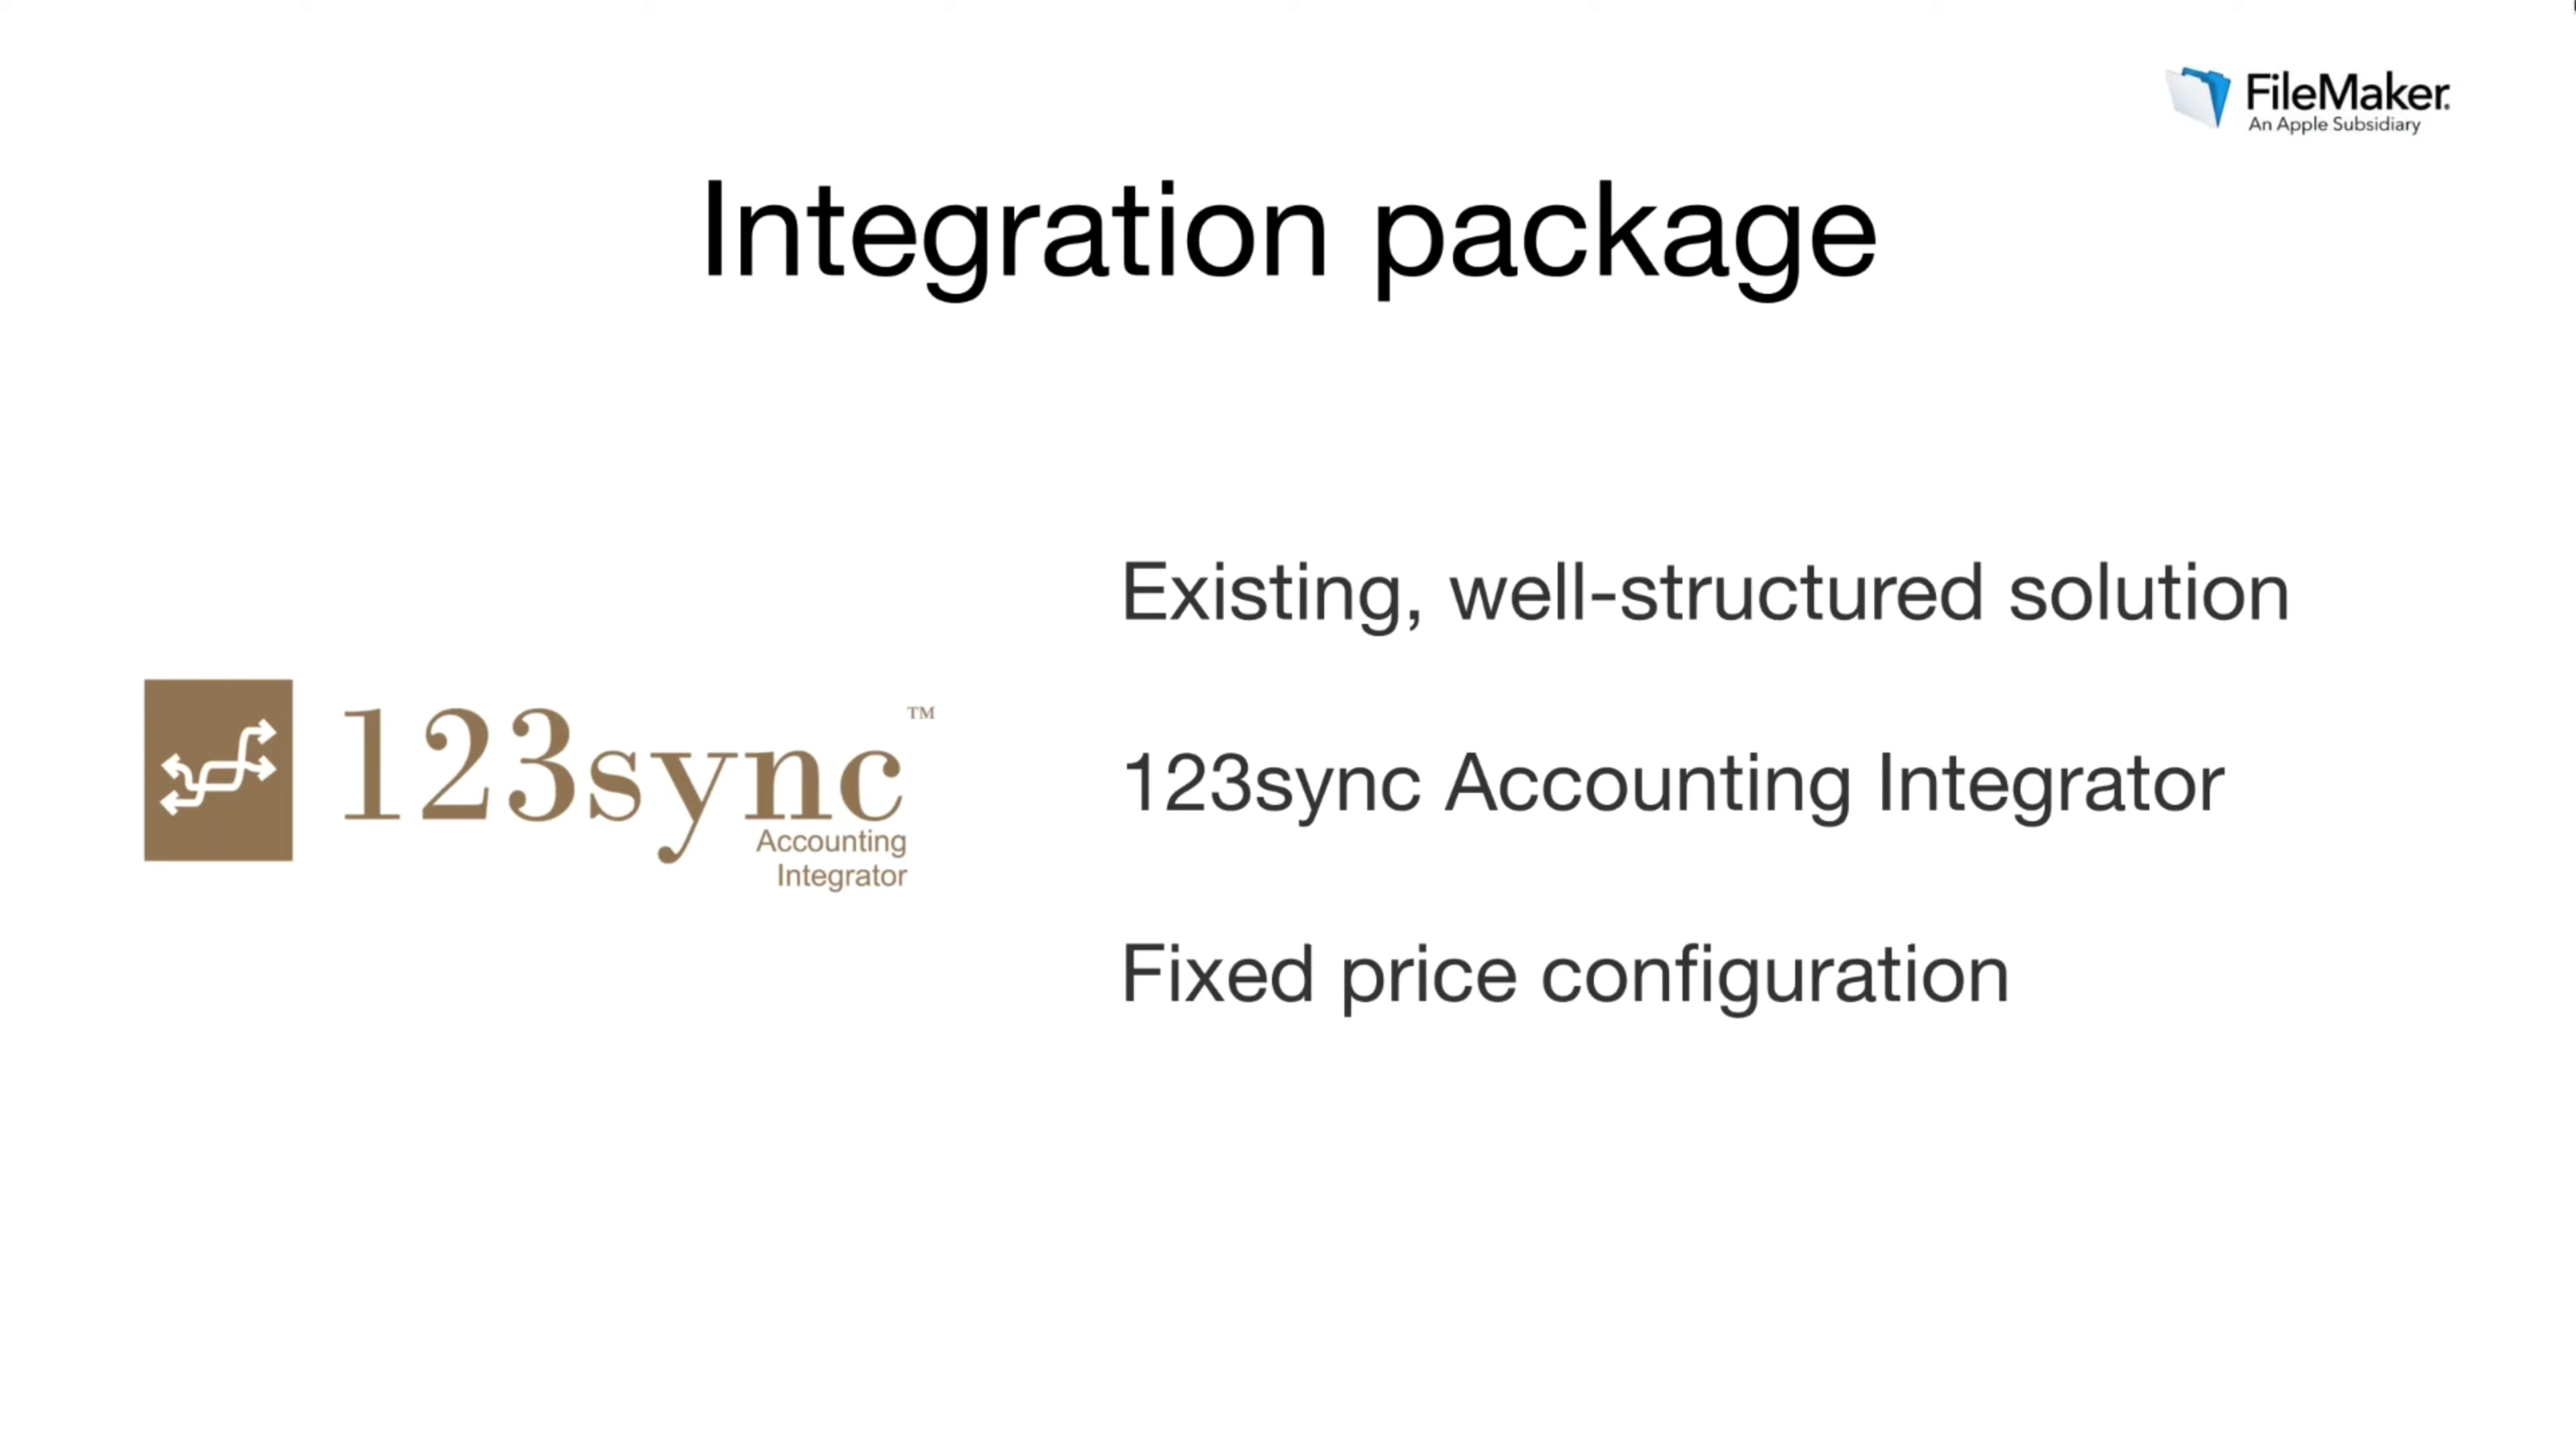 FileMaker.
An Apple Subsidiary
Integration package
Existing, well-structured solution
123sync™
Accounting
Integrator
123sync Accounting Integrator
Fixed price configuration